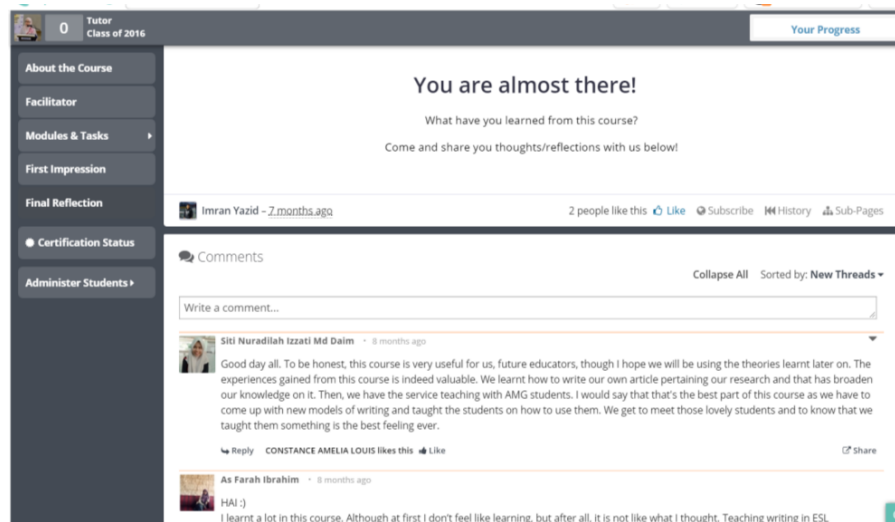 0
Tutor
Class of 2016
Your Progress
About the Course
Facilitator
Modules & Tasks
First Impression
Final Reflection
Certification Status
Administer Students
You are almost there!
What have you learned from this course?
Come and share you thoughts/reflections with us below!
Imran Yazid – 7 months ago
2 people like this Like Subscribe History Sub-Pages
Comments
Collapse All Sorted by: New Threads
Write a comment...
Siti Nuradilah Izzati Md Daim • 8 months ago
Good day all. To be honest, this course is very useful for us, future educators, though I hope we will be using the theories learnt later on. The
experiences gained from this course is indeed valuable. We learnt how to write our own article pertaining our research and that has broaden
our knowledge on it. Then, we have the service teaching with AMG students. I would say that that's the best part of this course as we have to
come up with new models of writing and taught the students on how to use them. We get to meet those lovely students and to know that we
taught them something is the best feeling ever.
Reply CONSTANCE AMELIA LOUIS likes this Like
Share
As Farah Ibrahim • 8 months ago
HAI :)
I learnt a lot in this course. Although at first I don't feel like learning, but after all, it is not like what I thought. Teaching writing in ESL